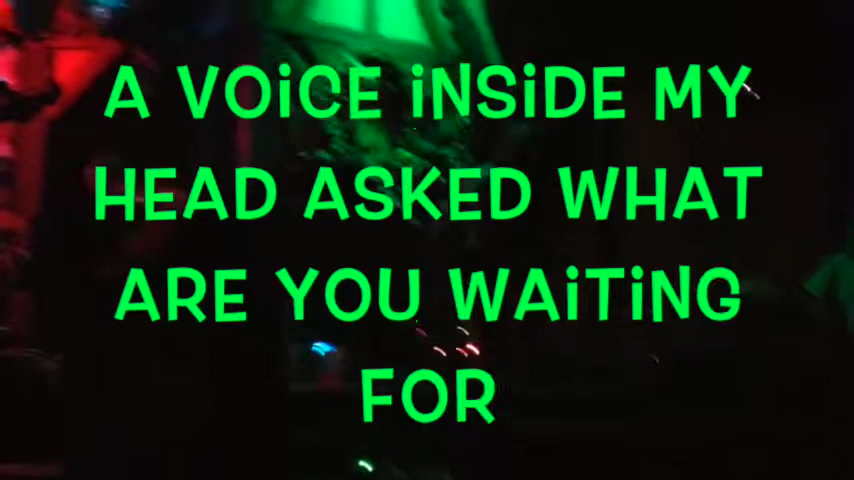 A VOiCE iNSiDE MY
HEAD ASKED WHAT
ARE YOU WAiTiNG
FOR